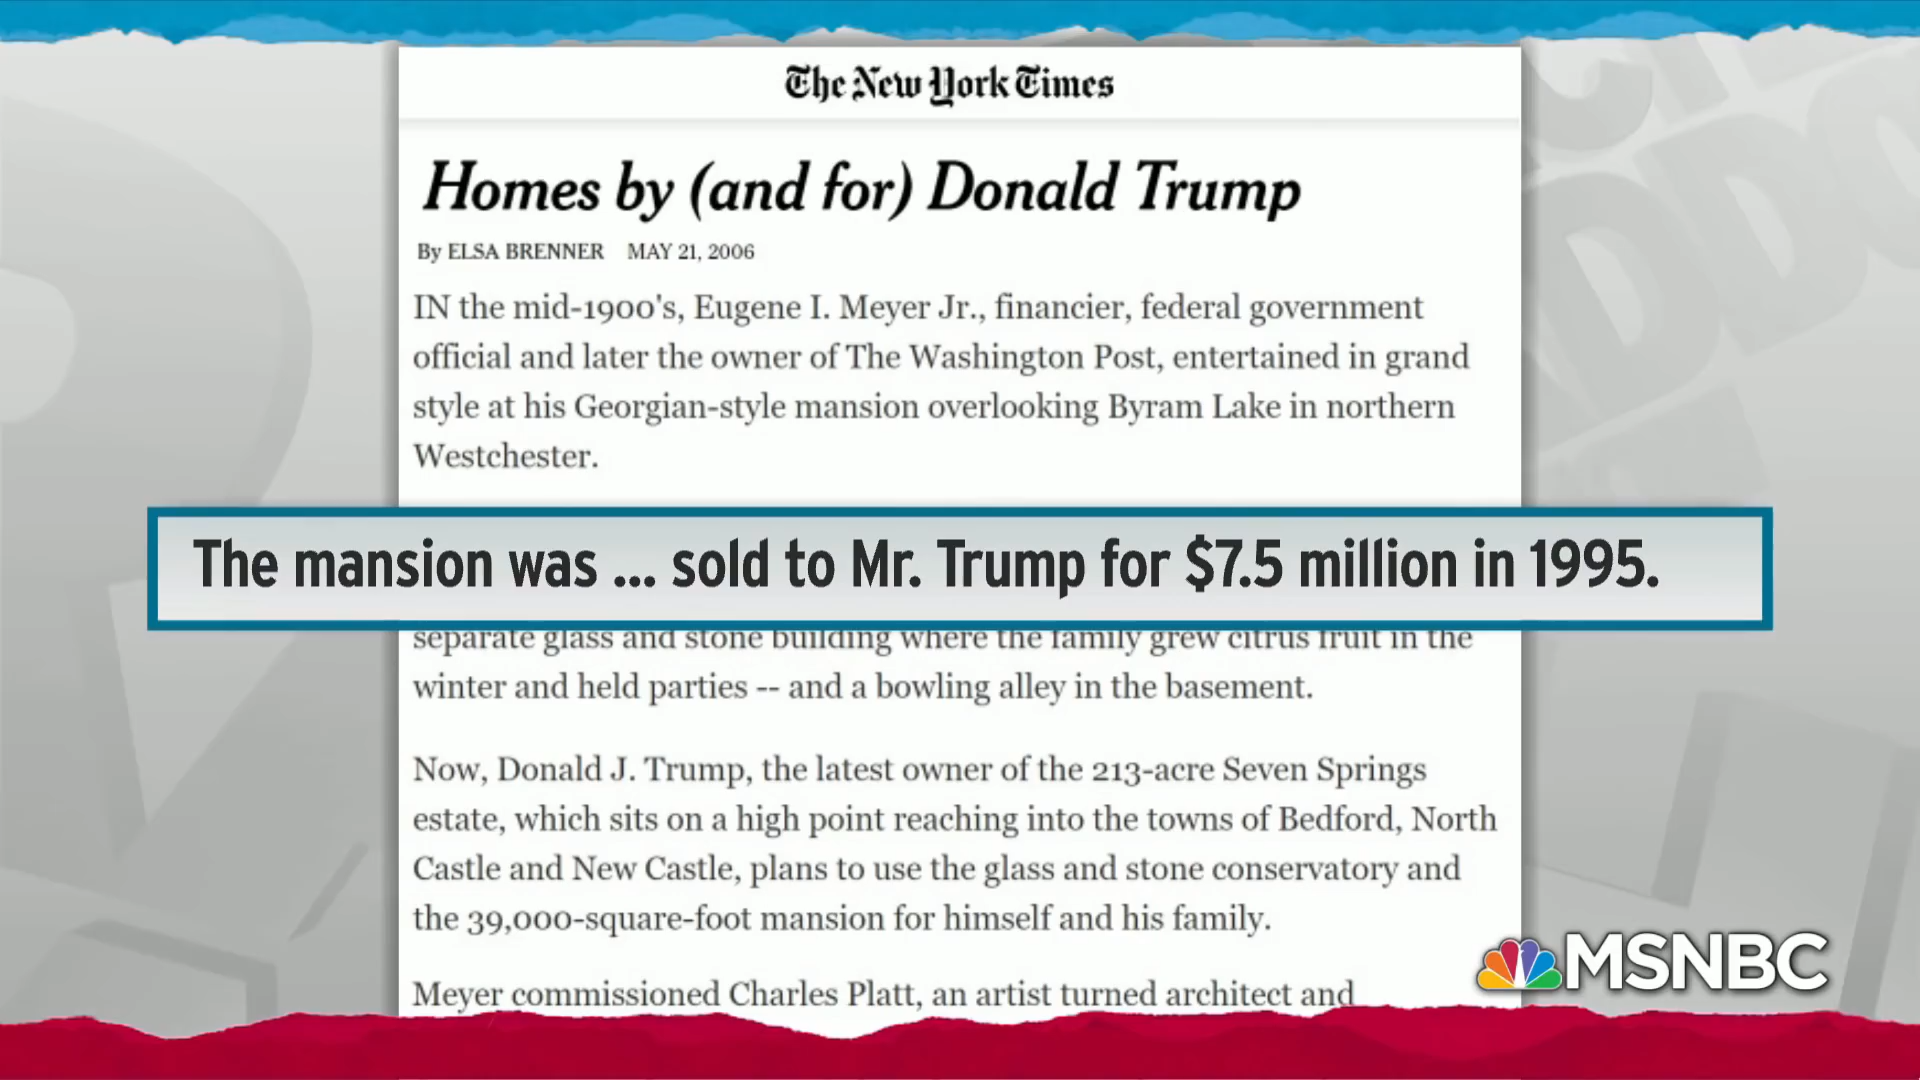 The New York Times
Homes by (and for) Donald Trump
By ELSA BRENNER MAY 21, 2006
IN the mid-1900's, Eugene I. Meyer Jr., financier, federal government
official and later the owner of The Washington Post, entertained in grand
style at his Georgian-style mansion overlooking Byram Lake in northern
Westchester.
The mansion was ... sold to Mr. Trump for $7.5 million in 1995.
separate glass and stone building where the family grew citrus fruit in the
winter and held parties -- and a bowling alley in the basement.
Now, Donald J. Trump, the latest owner of the 213-acre Seven Springs
estate, which sits on a high point reaching into the towns of Bedford, North
Castle and New Castle, plans to use the glass and stone conservatory and
the 39,000-square-foot mansion for himself and his family.
Meyer commissioned Charles Platt, an artist turned architect and
MSNBC